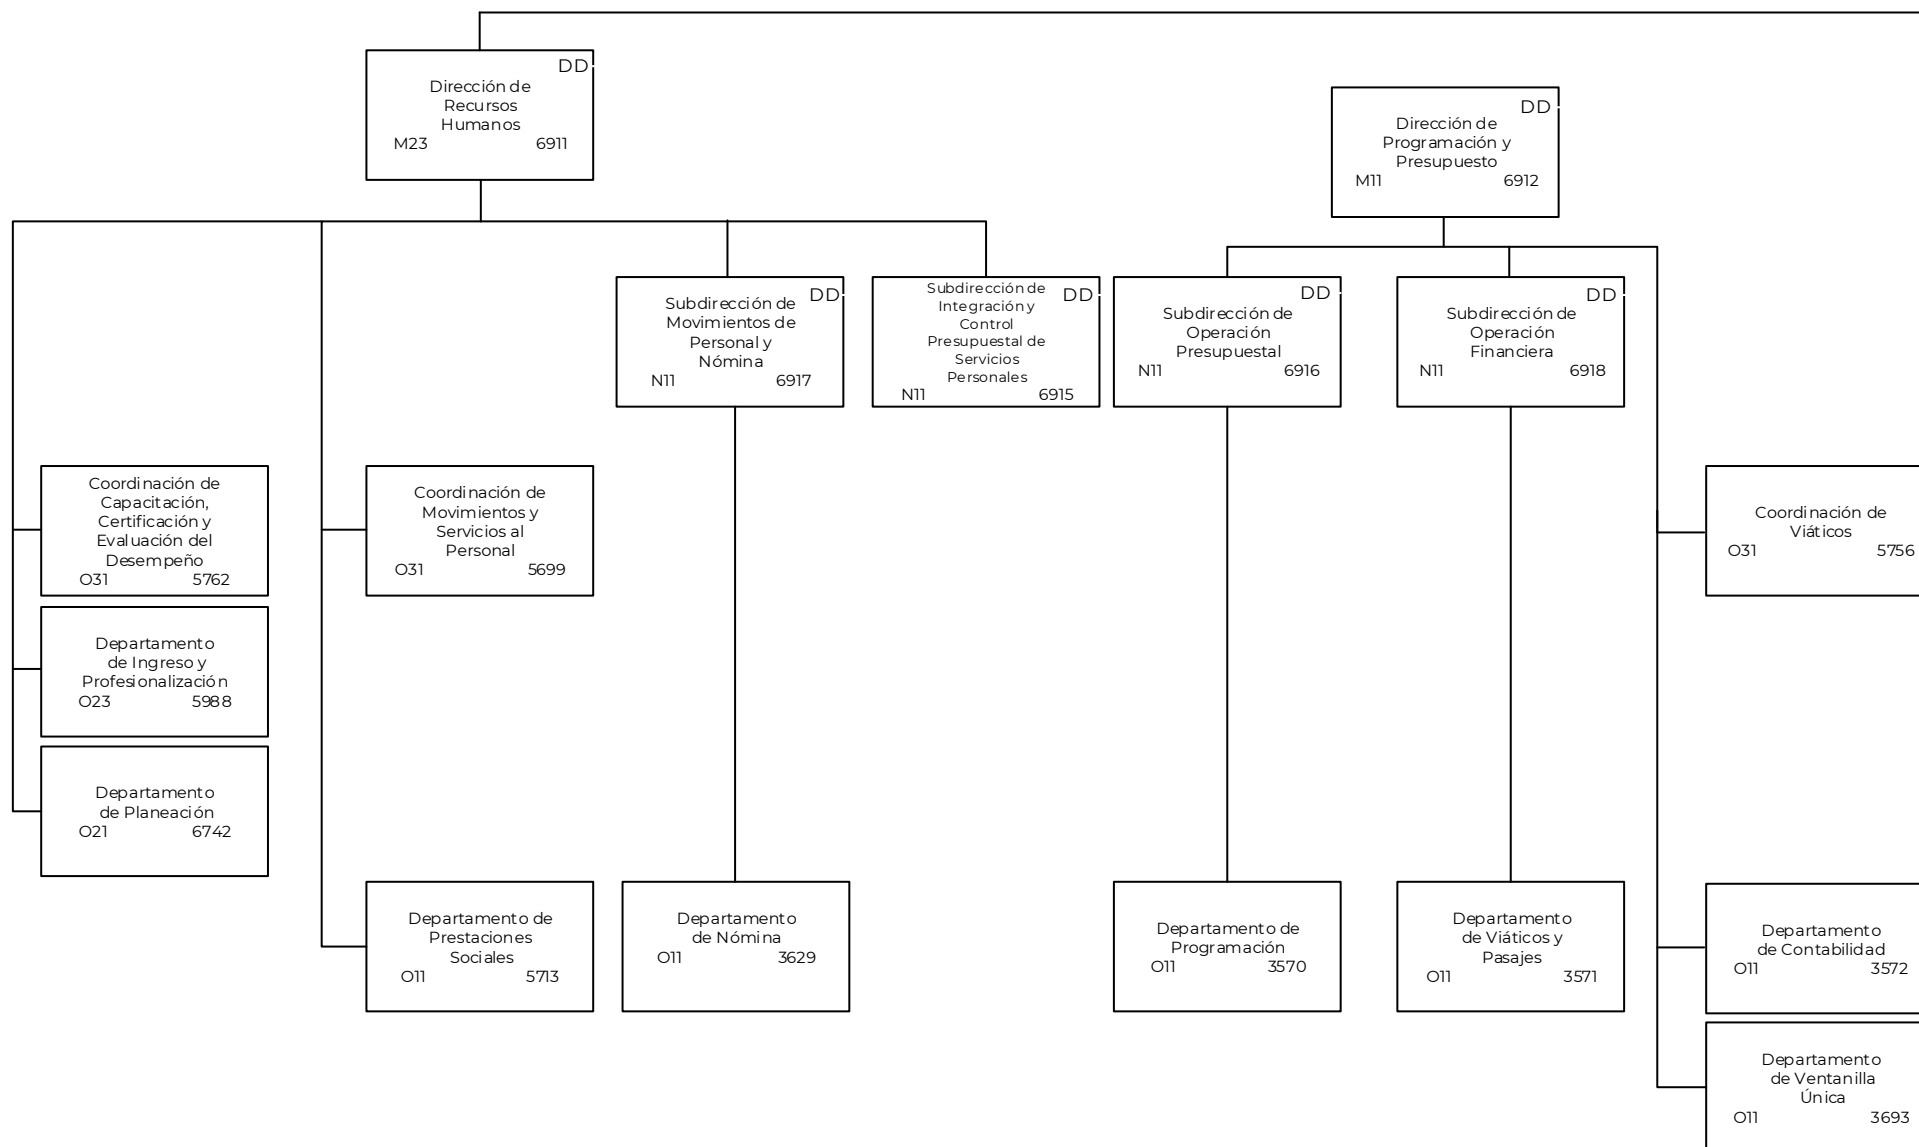 DD
Dirección de
Recursos
Humanos
M23 6911
DD
Dirección de
Programación y
Presupuesto
M11 6912
DD
Subdirección de
Movimientos de
Personal y
Nómina
N11 6917
DD
Subdirección de
Integración y
Control
Presupuestal de
Servicios
Personales
N11 6915
DD
Subdirección de
Operación
Presupuestal
N11 6916
DD
Subdirección de
Operación
Financiera
N11 6918
Coordinación de
Capacitación,
Certificación y
Evaluación del
Desempeño
O31 5762
Coordinación de
Movimientos y
Servicios al
Personal
O31 5699
Coordinación de
Viáticos
O31 5756
Departamento
de Ingreso y
Profesionalización
O23 5988
Departamento
de Planeación
O21 6742
Departamento de
Prestaciones
Sociales
O11 5713
Departamento
de Nómina
O11 3629
Departamento de
Programación
O11 3570
Departamento
de Viáticos y
Pasajes
O11 3571
Departamento
de Contabilidad
O11 3572
Departamento
de Ventanilla
Única
O11 3693